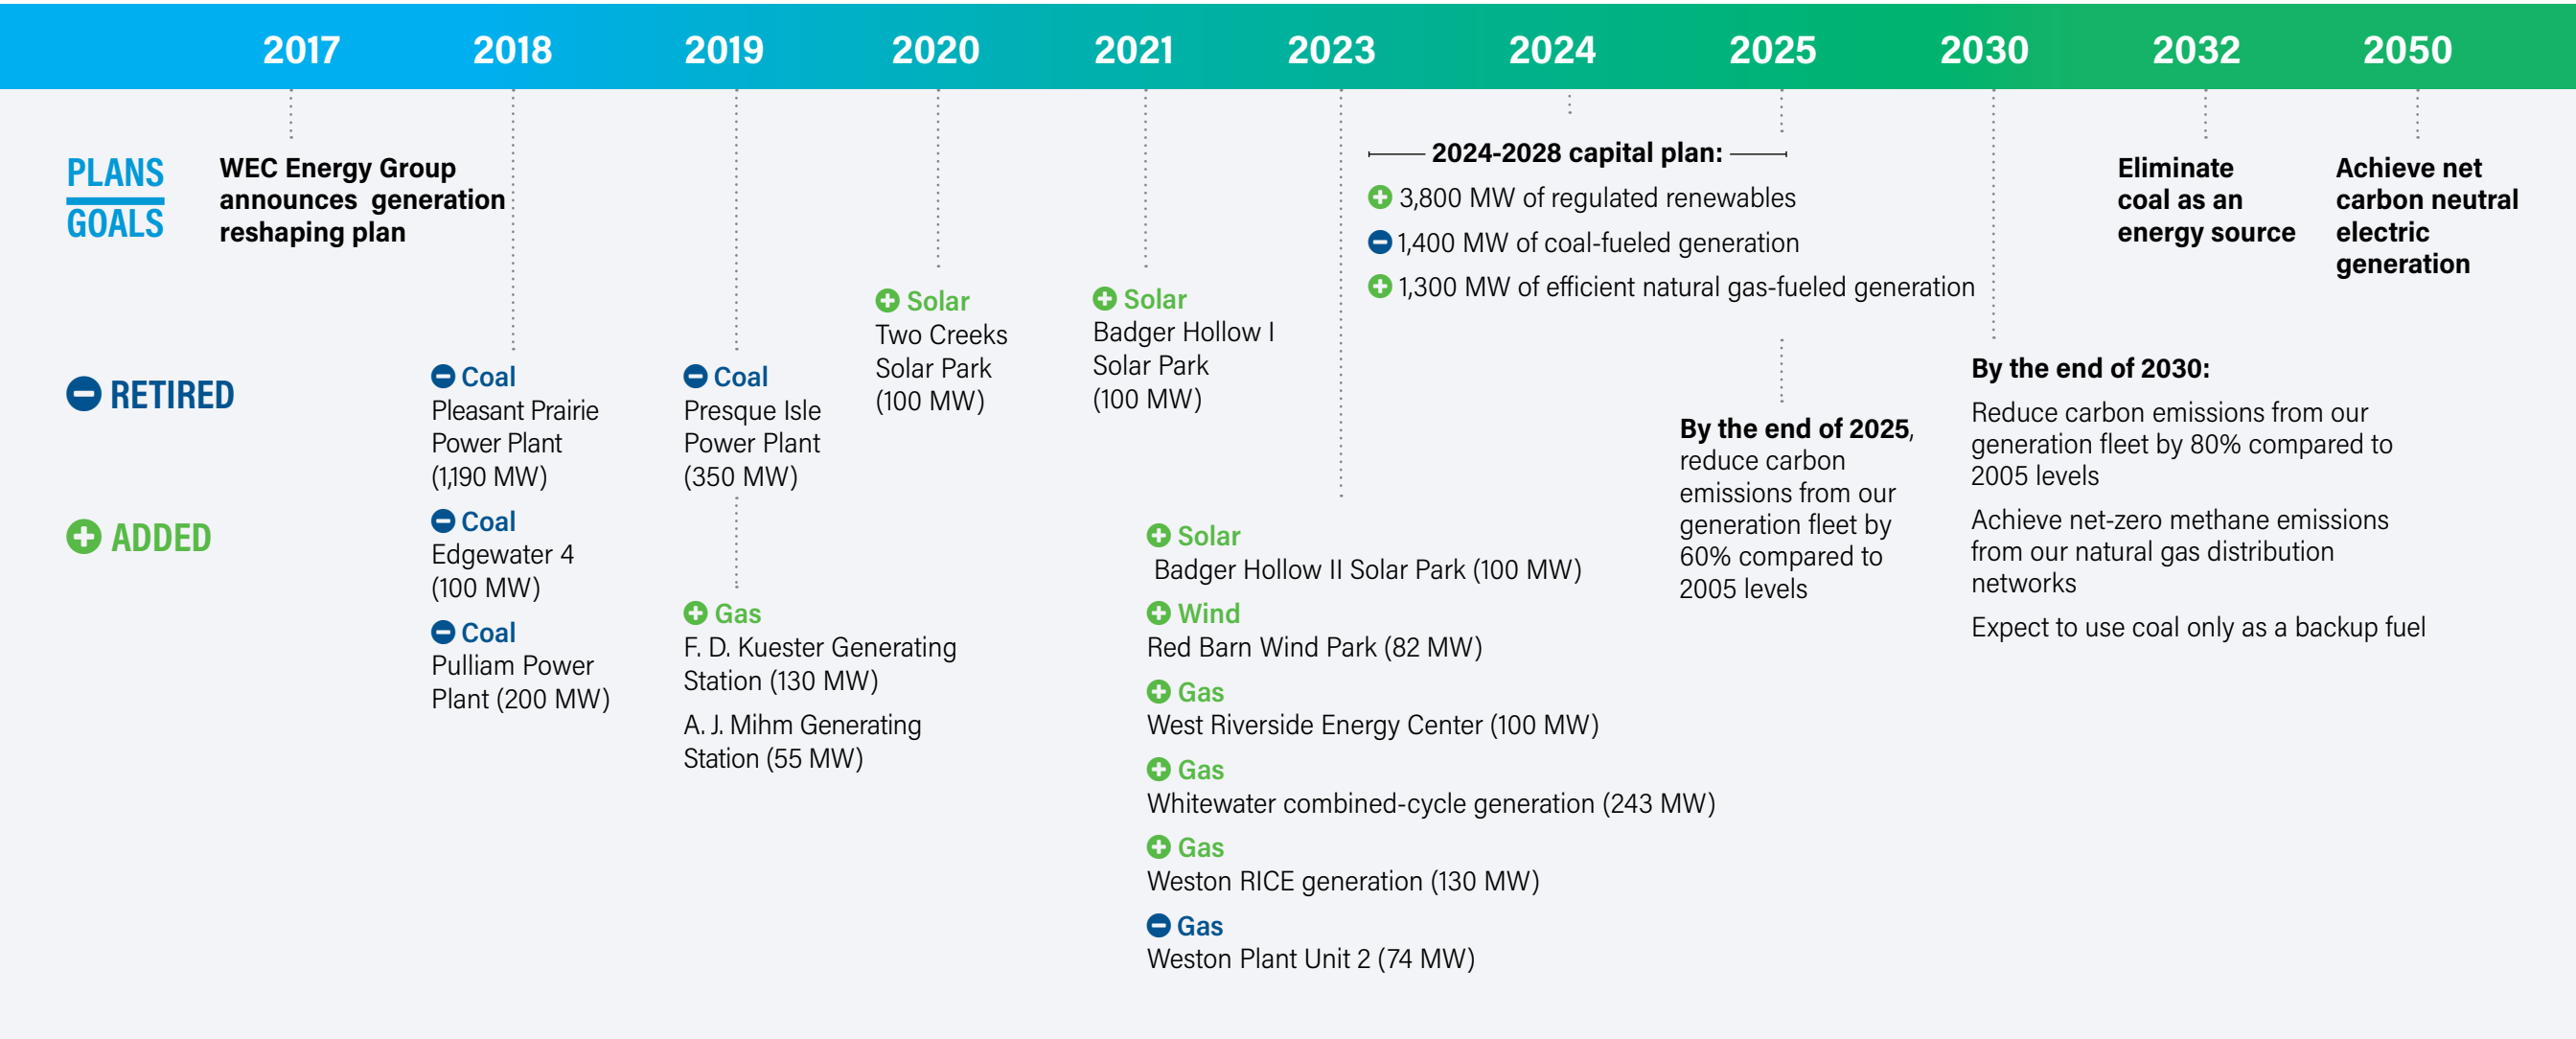 2017 2018 2019 2020 2021 2023 2024 2025 2030 2032 2050
PLANS
GOALS
WEC Energy Group
announces generation
reshaping plan
2024-2028 capital plan:
3,800 MW of regulated renewables
1,400 MW of coal-fueled generation
1,300 MW of efficient natural gas-fueled generation
Eliminate
coal as an
energy source
Achieve net
carbon neutral
electric
generation
RETIRED
ADDED
Coal
Pleasant Prairie
Power Plant
(1,190 MW)
Coal
Edgewater 4
(100 MW)
Coal
Pulliam Power
Plant (200 MW)
Coal
Presque Isle
Power Plant
(350 MW)
Gas
F. D. Kuester Generating
Station (130 MW)
A. J. Mihm Generating
Station (55 MW)
Solar
Two Creeks
Solar Park
(100 MW)
Solar
Badger Hollow I
Solar Park
(100 MW)
Solar
Badger Hollow II Solar Park (100 MW)
Wind
Red Barn Wind Park (82 MW)
Gas
West Riverside Energy Center (100 MW)
Gas
Whitewater combined-cycle generation (243 MW)
Gas
Weston RICE generation (130 MW)
Gas
Weston Plant Unit 2 (74 MW)
By the end of 2025,
reduce carbon
emissions from our
generation fleet by
60% compared to
2005 levels
By the end of 2030:
Reduce carbon emissions from our
generation fleet by 80% compared to
2005 levels
Achieve net-zero methane emissions
from our natural gas distribution
networks
Expect to use coal only as a backup fuel